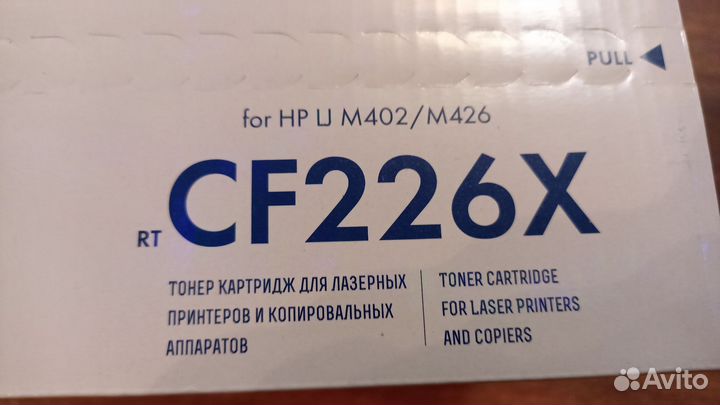 PULL
for HP LJ M402/M426
RT CF226X
ТОНЕР КАРТРИДЖ ДЛЯ ЛАЗЕРНЫХ
ПРИНТЕРОВ И КОПИРОВАЛЬНЫХ
АППАРАТОВ
TONER CARTRIDGE
FOR LASER PRINTERS
AND COPIERS
Avito